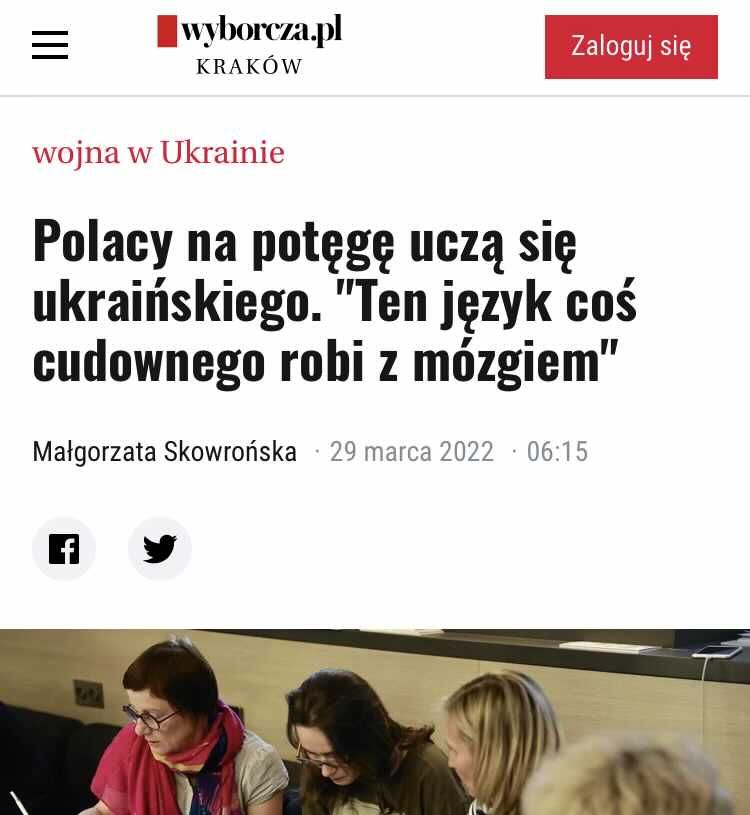 wyborcza.pl
KRAKÓW
Zaloguj się
wojna w Ukrainie
Polacy na potęgę uczą się
ukraińskiego. "Ten język coś
cudownego robi z mózgiem"
Małgorzata Skowrońska · 29 marca 2022 · 06:15